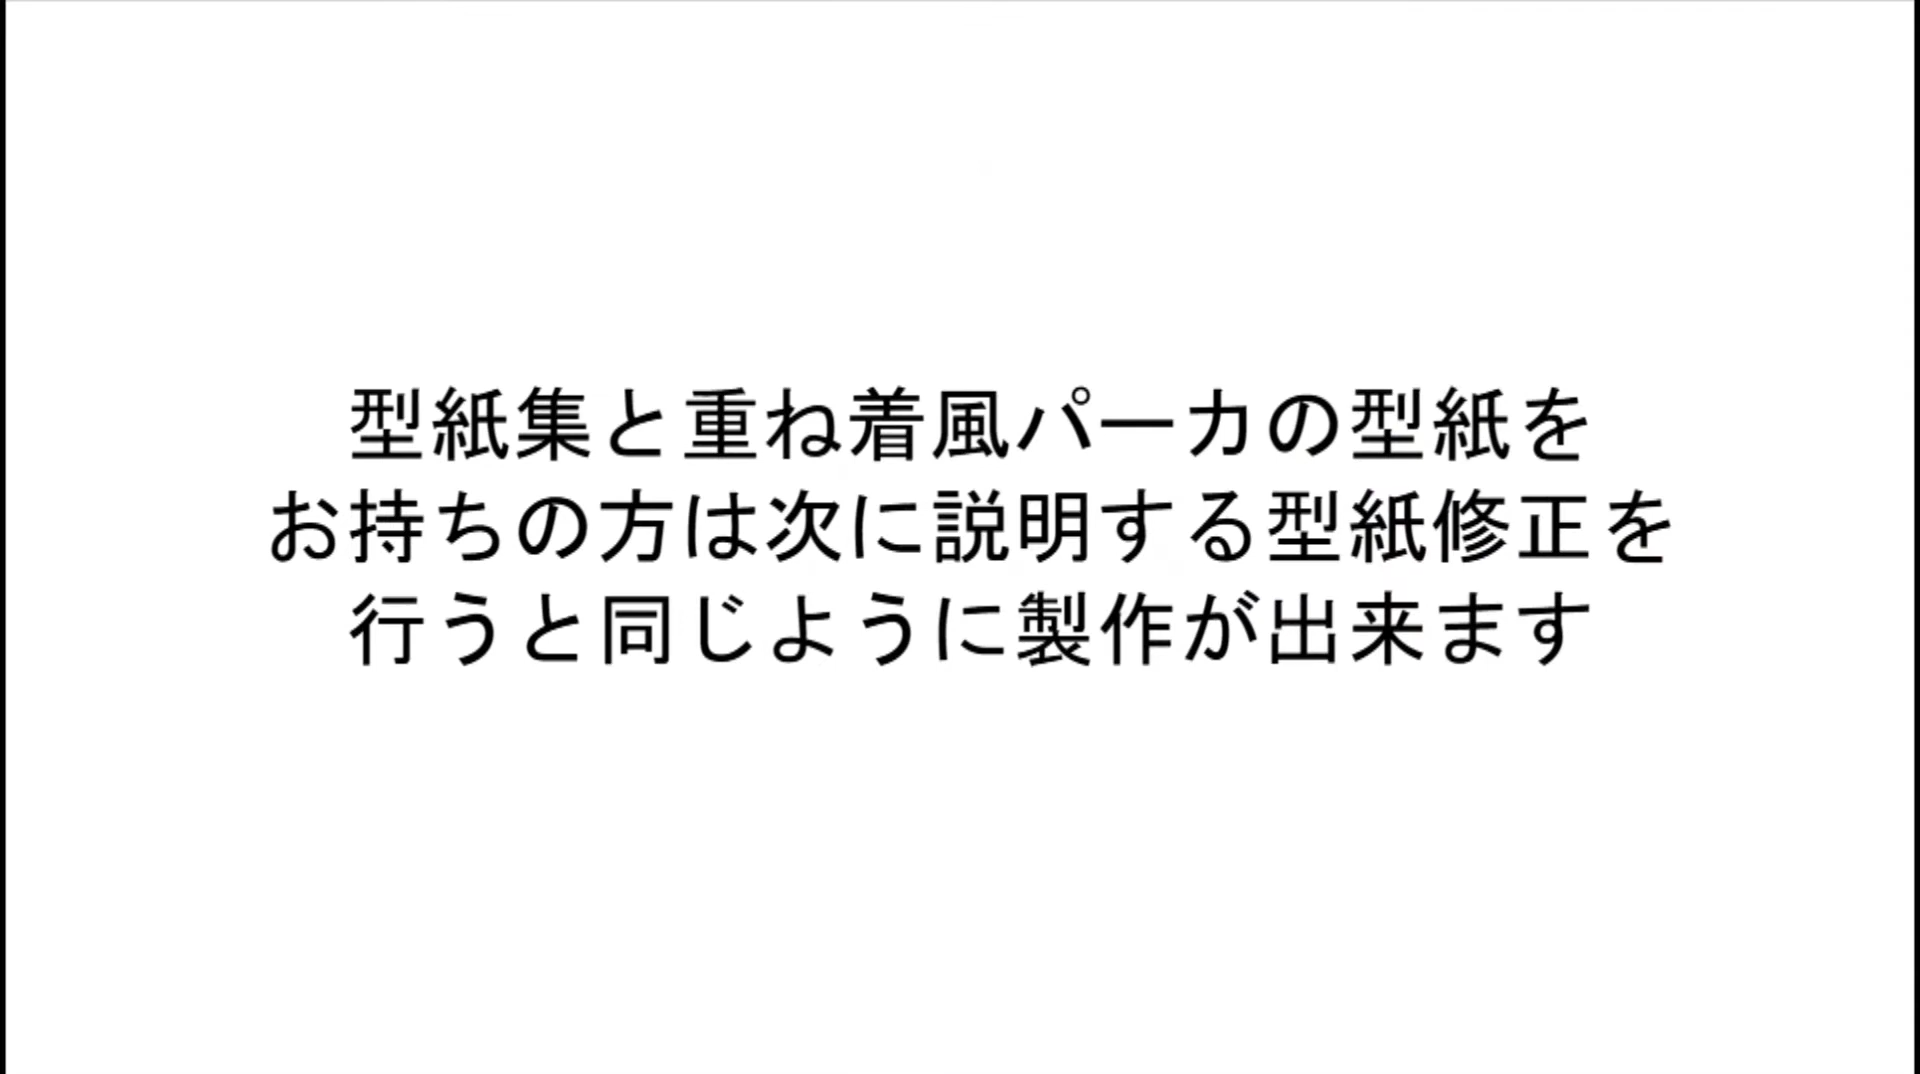 型紙集と重ね着風パーカの型紙を
お持ちの方は次に説明する型紙修正を
行うと同じように製作が出来ます